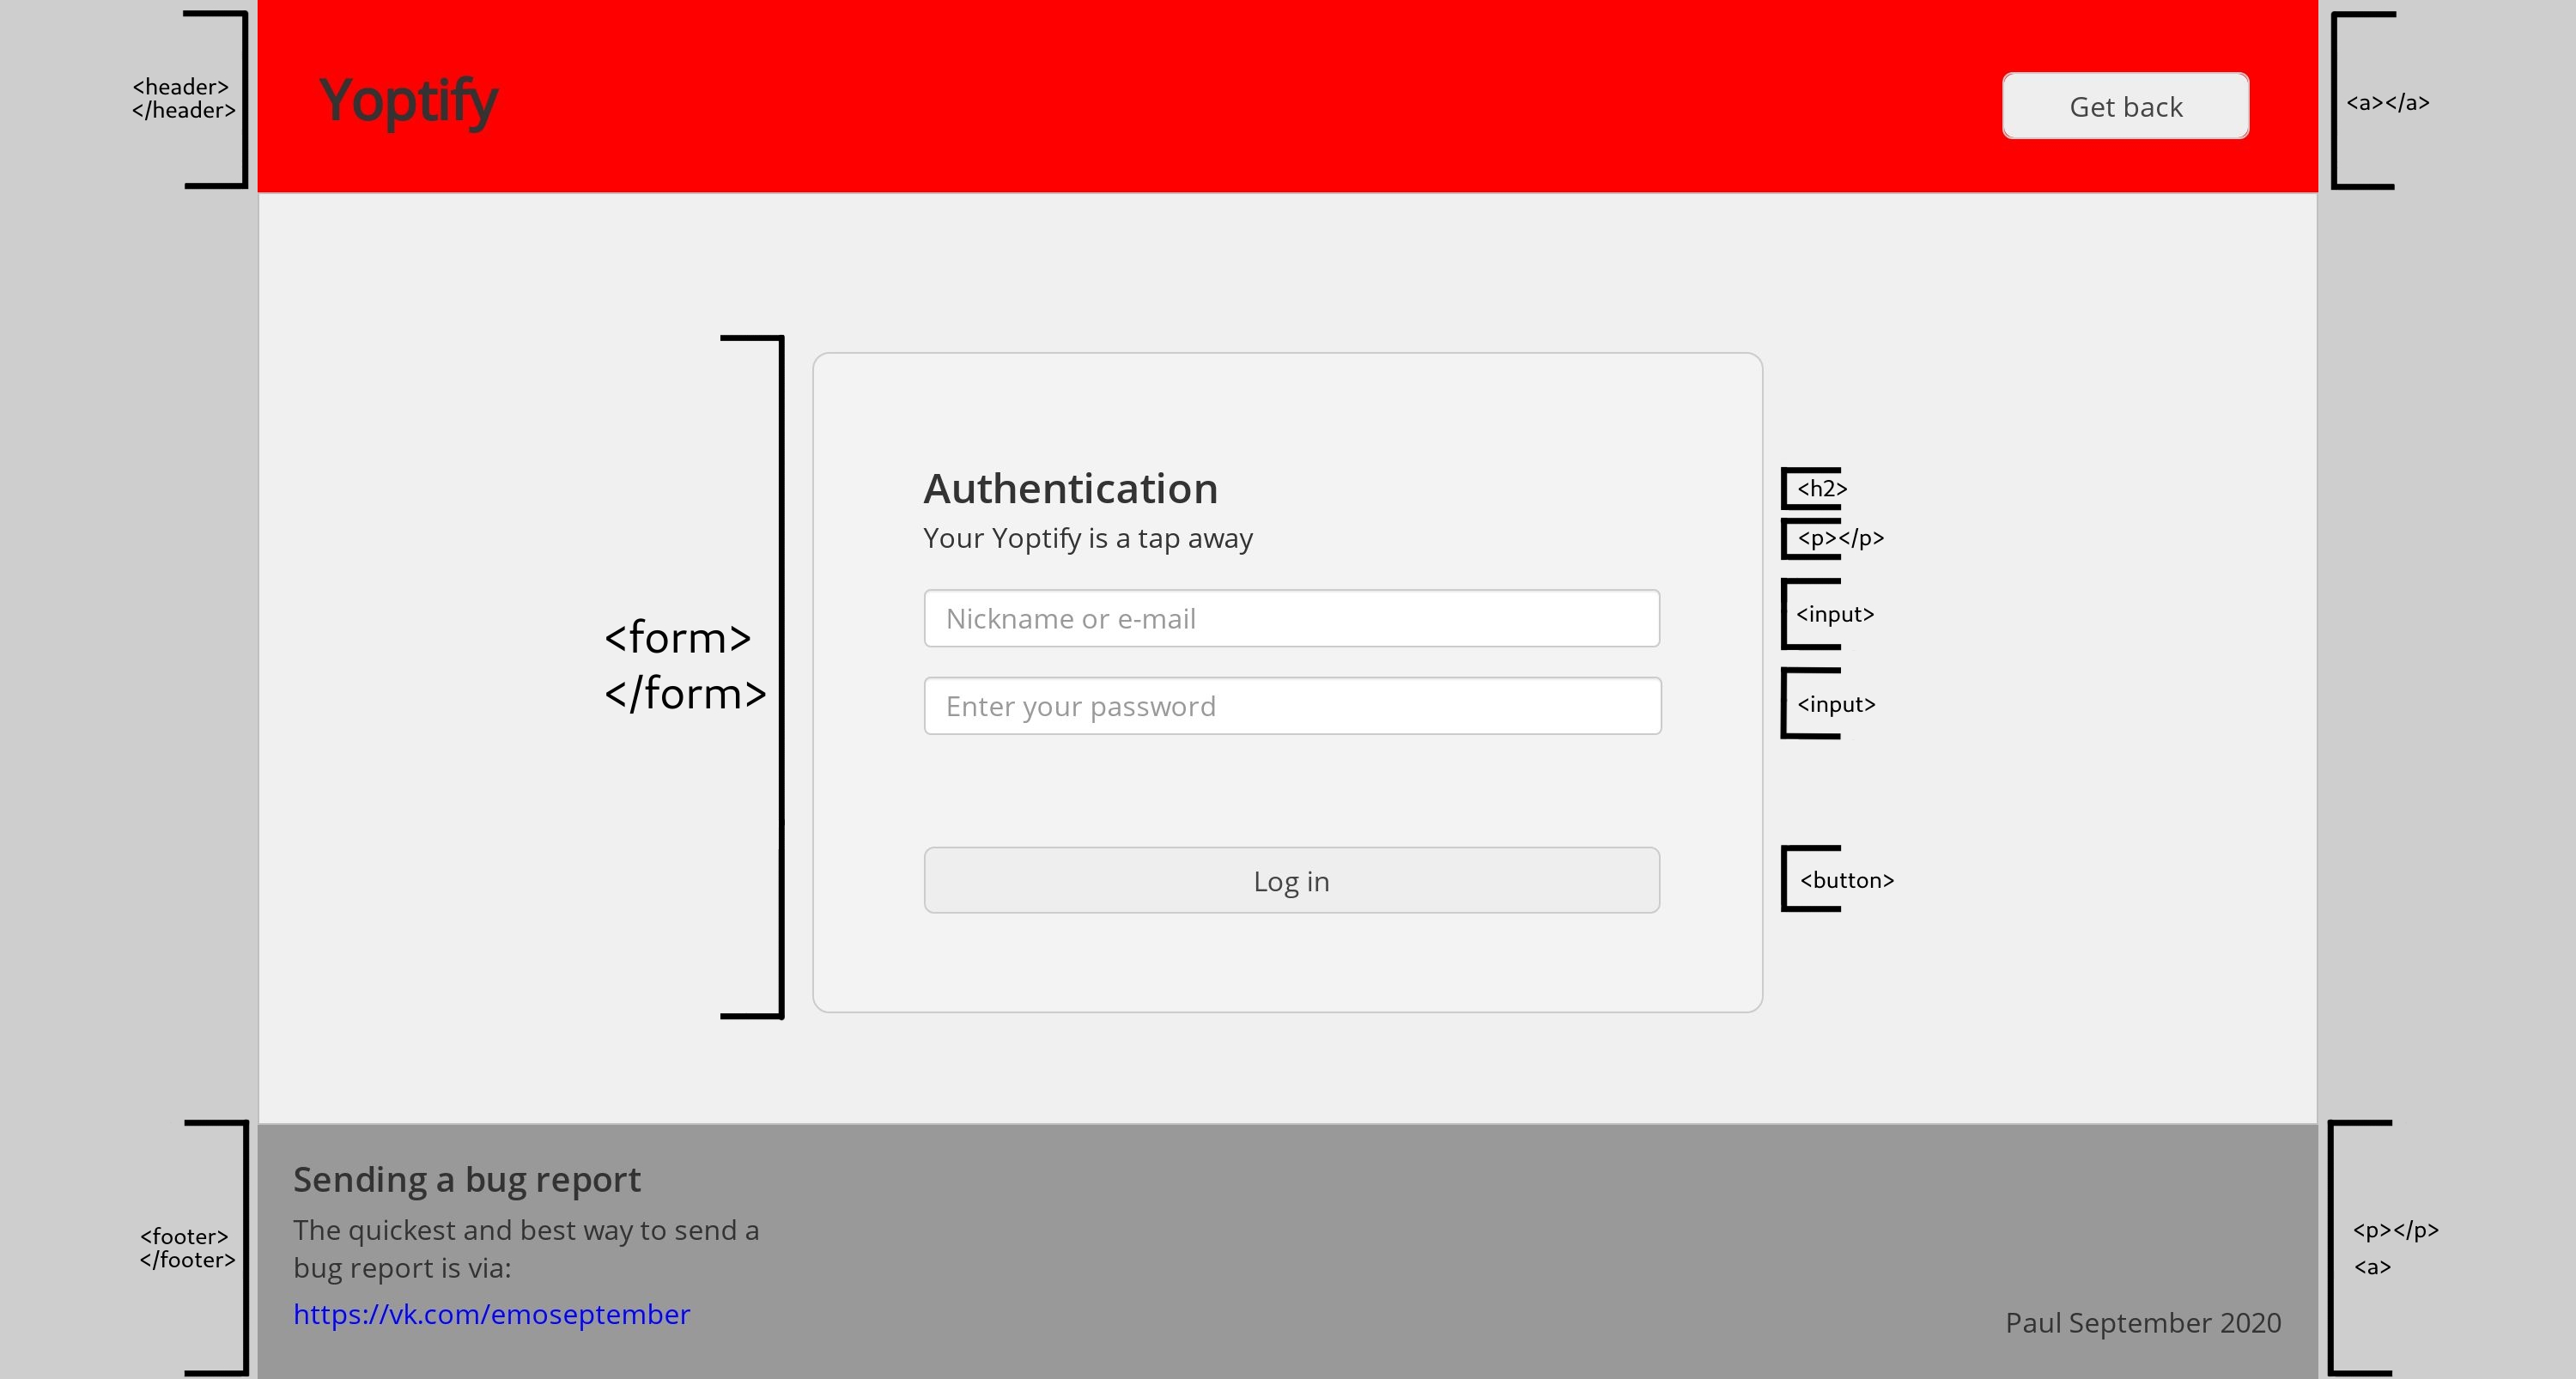 <header>
</header>
Yoptify
Get back
<a></a>
<form>
</form>
Authentication
<h2>
Your Yoptify is a tap away
<p></p>
Nickname or e-mail
<input>
Enter your password
<input>
Log in
<button>
<footer>
</footer>
Sending a bug report
The quickest and best way to send a
bug report is via:
https://vk.com/emoseptember
Paul September 2020
<p></p>
<a>